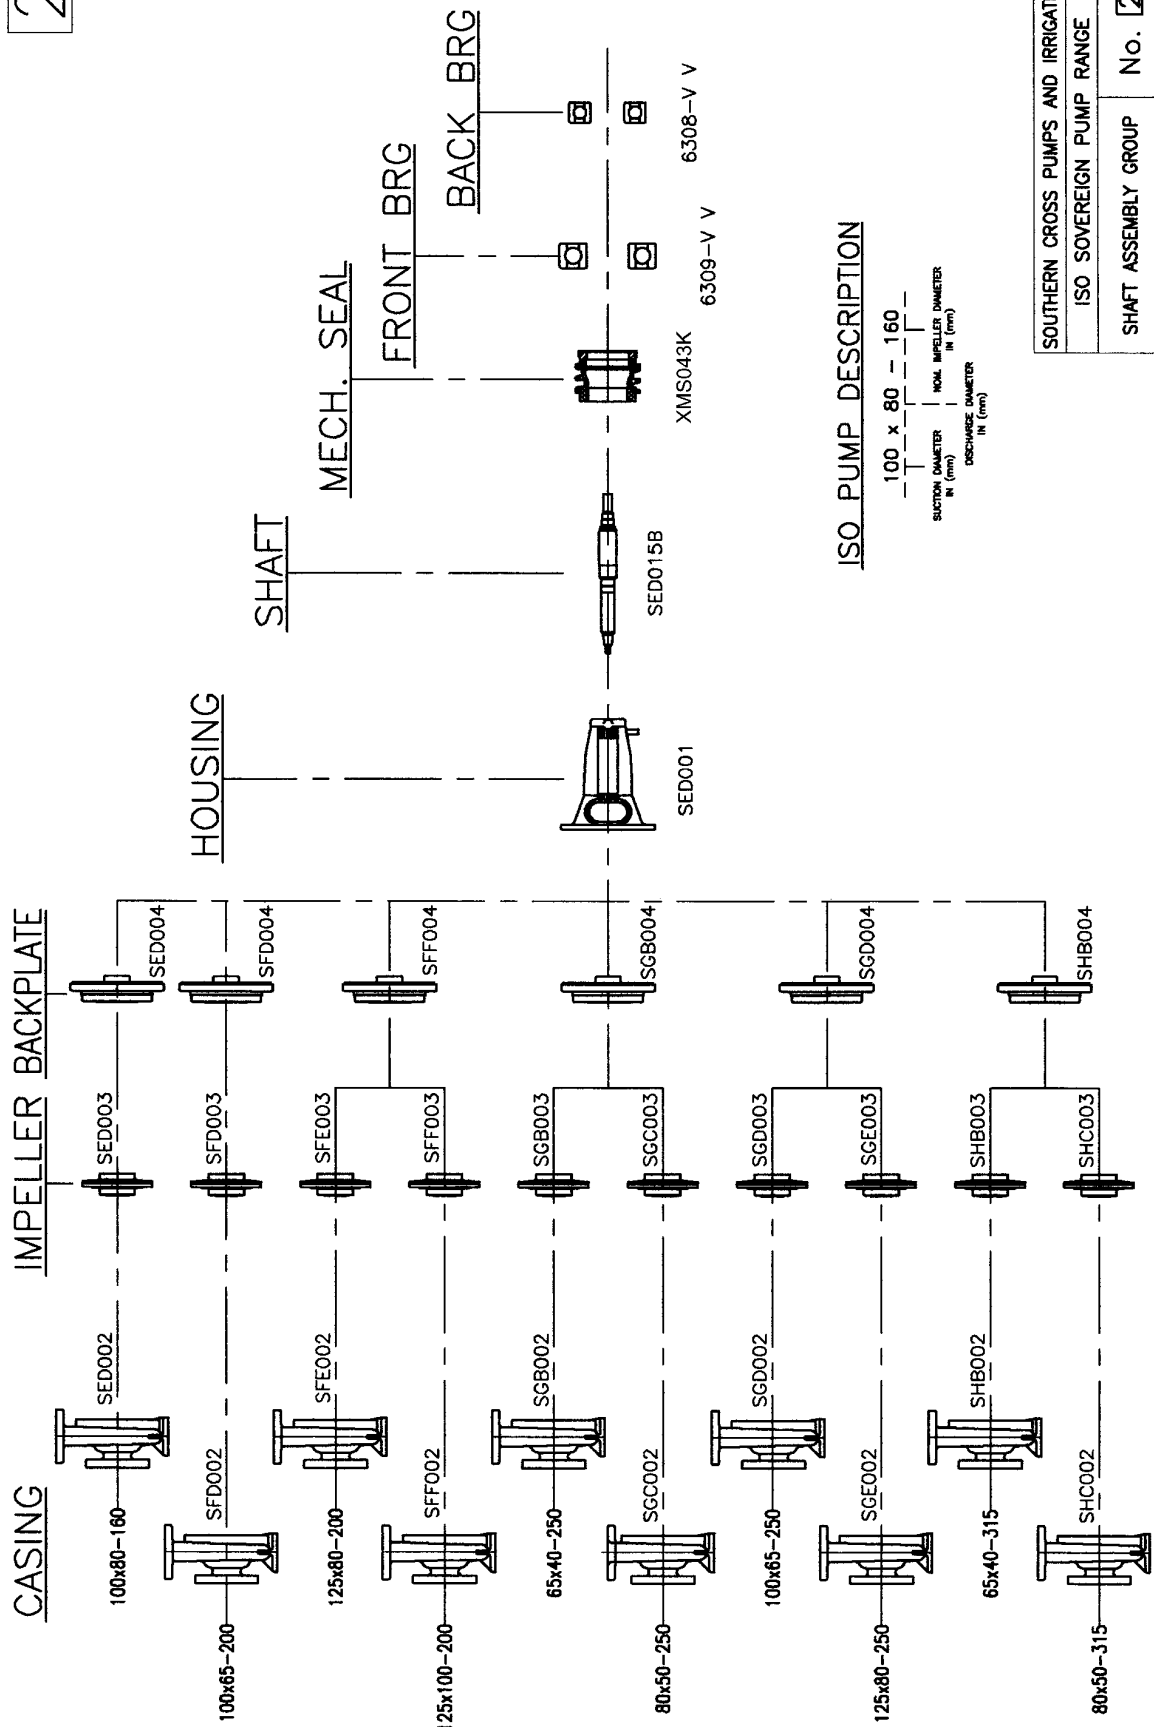 2
CASING
IMPELLER
BACKPLATE
HOUSING
SHAFT
MECH. SEAL
FRONT BRG
BACK BRG
100x80-160
SED002
SED003
SED004
100x65-200
SFD002
SFD003
SFD004
125x80-200
SFE002
SFE003
SFF004
125x100-200
SFF002
SFF003
65x40-250
SGB002
SGB003
SGB004
80x50-250
SGC002
SGC003
100x65-250
SGD002
SGD003
SGD004
125x80-250
SGE002
SGE003
65x40-315
SHB002
SHB003
SHB004
80x50-315
SHC002
SHC003
SED001
SED015B
XMS043K
6309-V V
6308-V V
ISO PUMP DESCRIPTION
100 x 80 - 160
SUCTION DIAMETER
IN (mm)
NOM. IMPELLER DIAMETER
IN (mm)
DISCHARGE DIAMETER
IN (mm)
SOUTHERN CROSS PUMPS AND IRRIGAT
ISO SOVEREIGN PUMP RANGE
SHAFT ASSEMBLY GROUP
No. 2